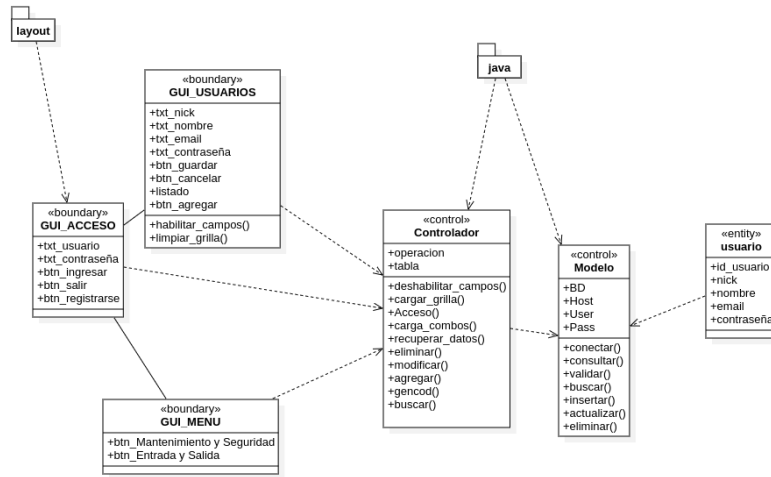 layout
java
«boundary»
GUI_USUARIOS
+txt_nick
+txt_nombre
+txt_email
+txt_contraseña
+btn_guardar
+btn_cancelar
+listado
+btn_agregar
+habilitar_campos()
+limpiar_grilla()
«boundary»
GUI_ACCESO
+txt_usuario
+txt_contraseña
+btn_ingresar
+btn_salir
+btn_registrarse
«control»
Controlador
+operacion
+tabla
+deshabilitar_campos()
+cargar_grilla()
+Acceso()
+carga_combos()
+recuperar_datos()
+eliminar()
+modificar()
+agregar()
+gencod()
+buscar()
«control»
Modelo
+BD
+Host
+User
+Pass
+conectar()
+consultar()
+validar()
+buscar()
+insertar()
+actualizar()
+eliminar()
«entity»
usuario
+id_usuario
+nick
+nombre
+email
+contraseña
«boundary»
GUI_MENU
+btn_Mantenimiento y Seguridad
+btn_Entrada y Salida